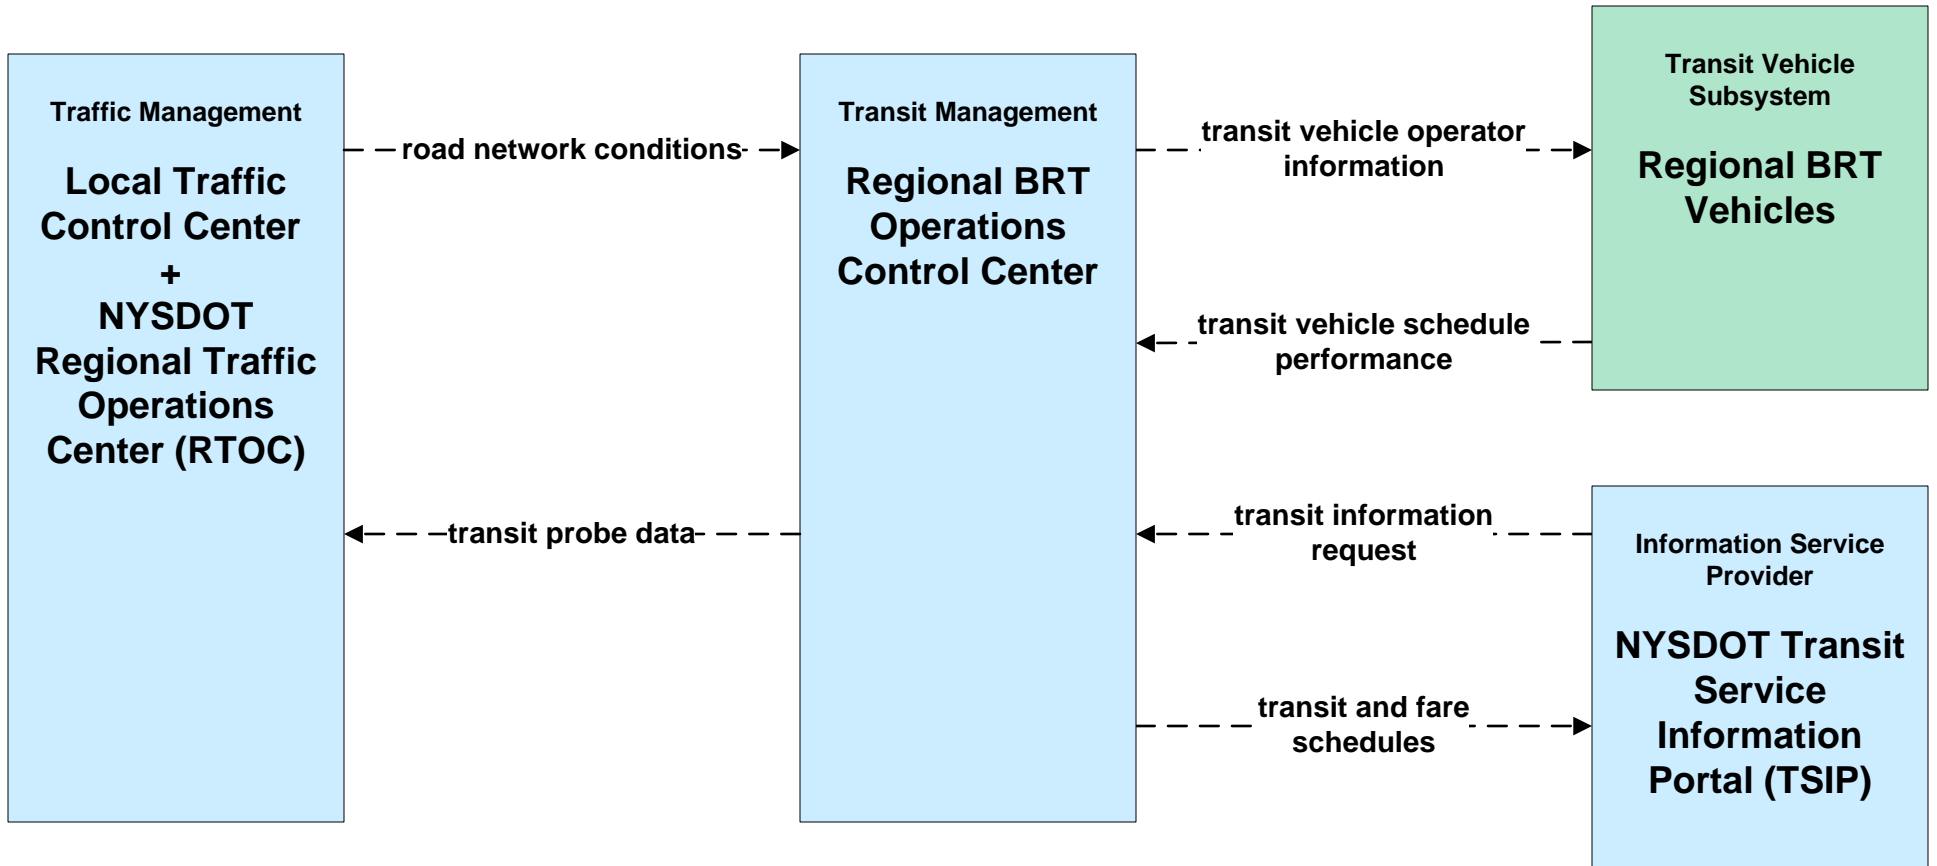 Traffic Management
Local Traffic
Control Center
+
NYSDOT
Regional Traffic
Operations
Center (RTOC)
road network conditions
transit probe data
Transit Management
Regional BRT
Operations
Control Center
transit vehicle operator
information
transit vehicle schedule
performance
transit information
request
transit and fare
schedules
Transit Vehicle
Subsystem
Regional BRT
Vehicles
Information Service
Provider
NYSDOT Transit
Service
Information
Portal (TSIP)